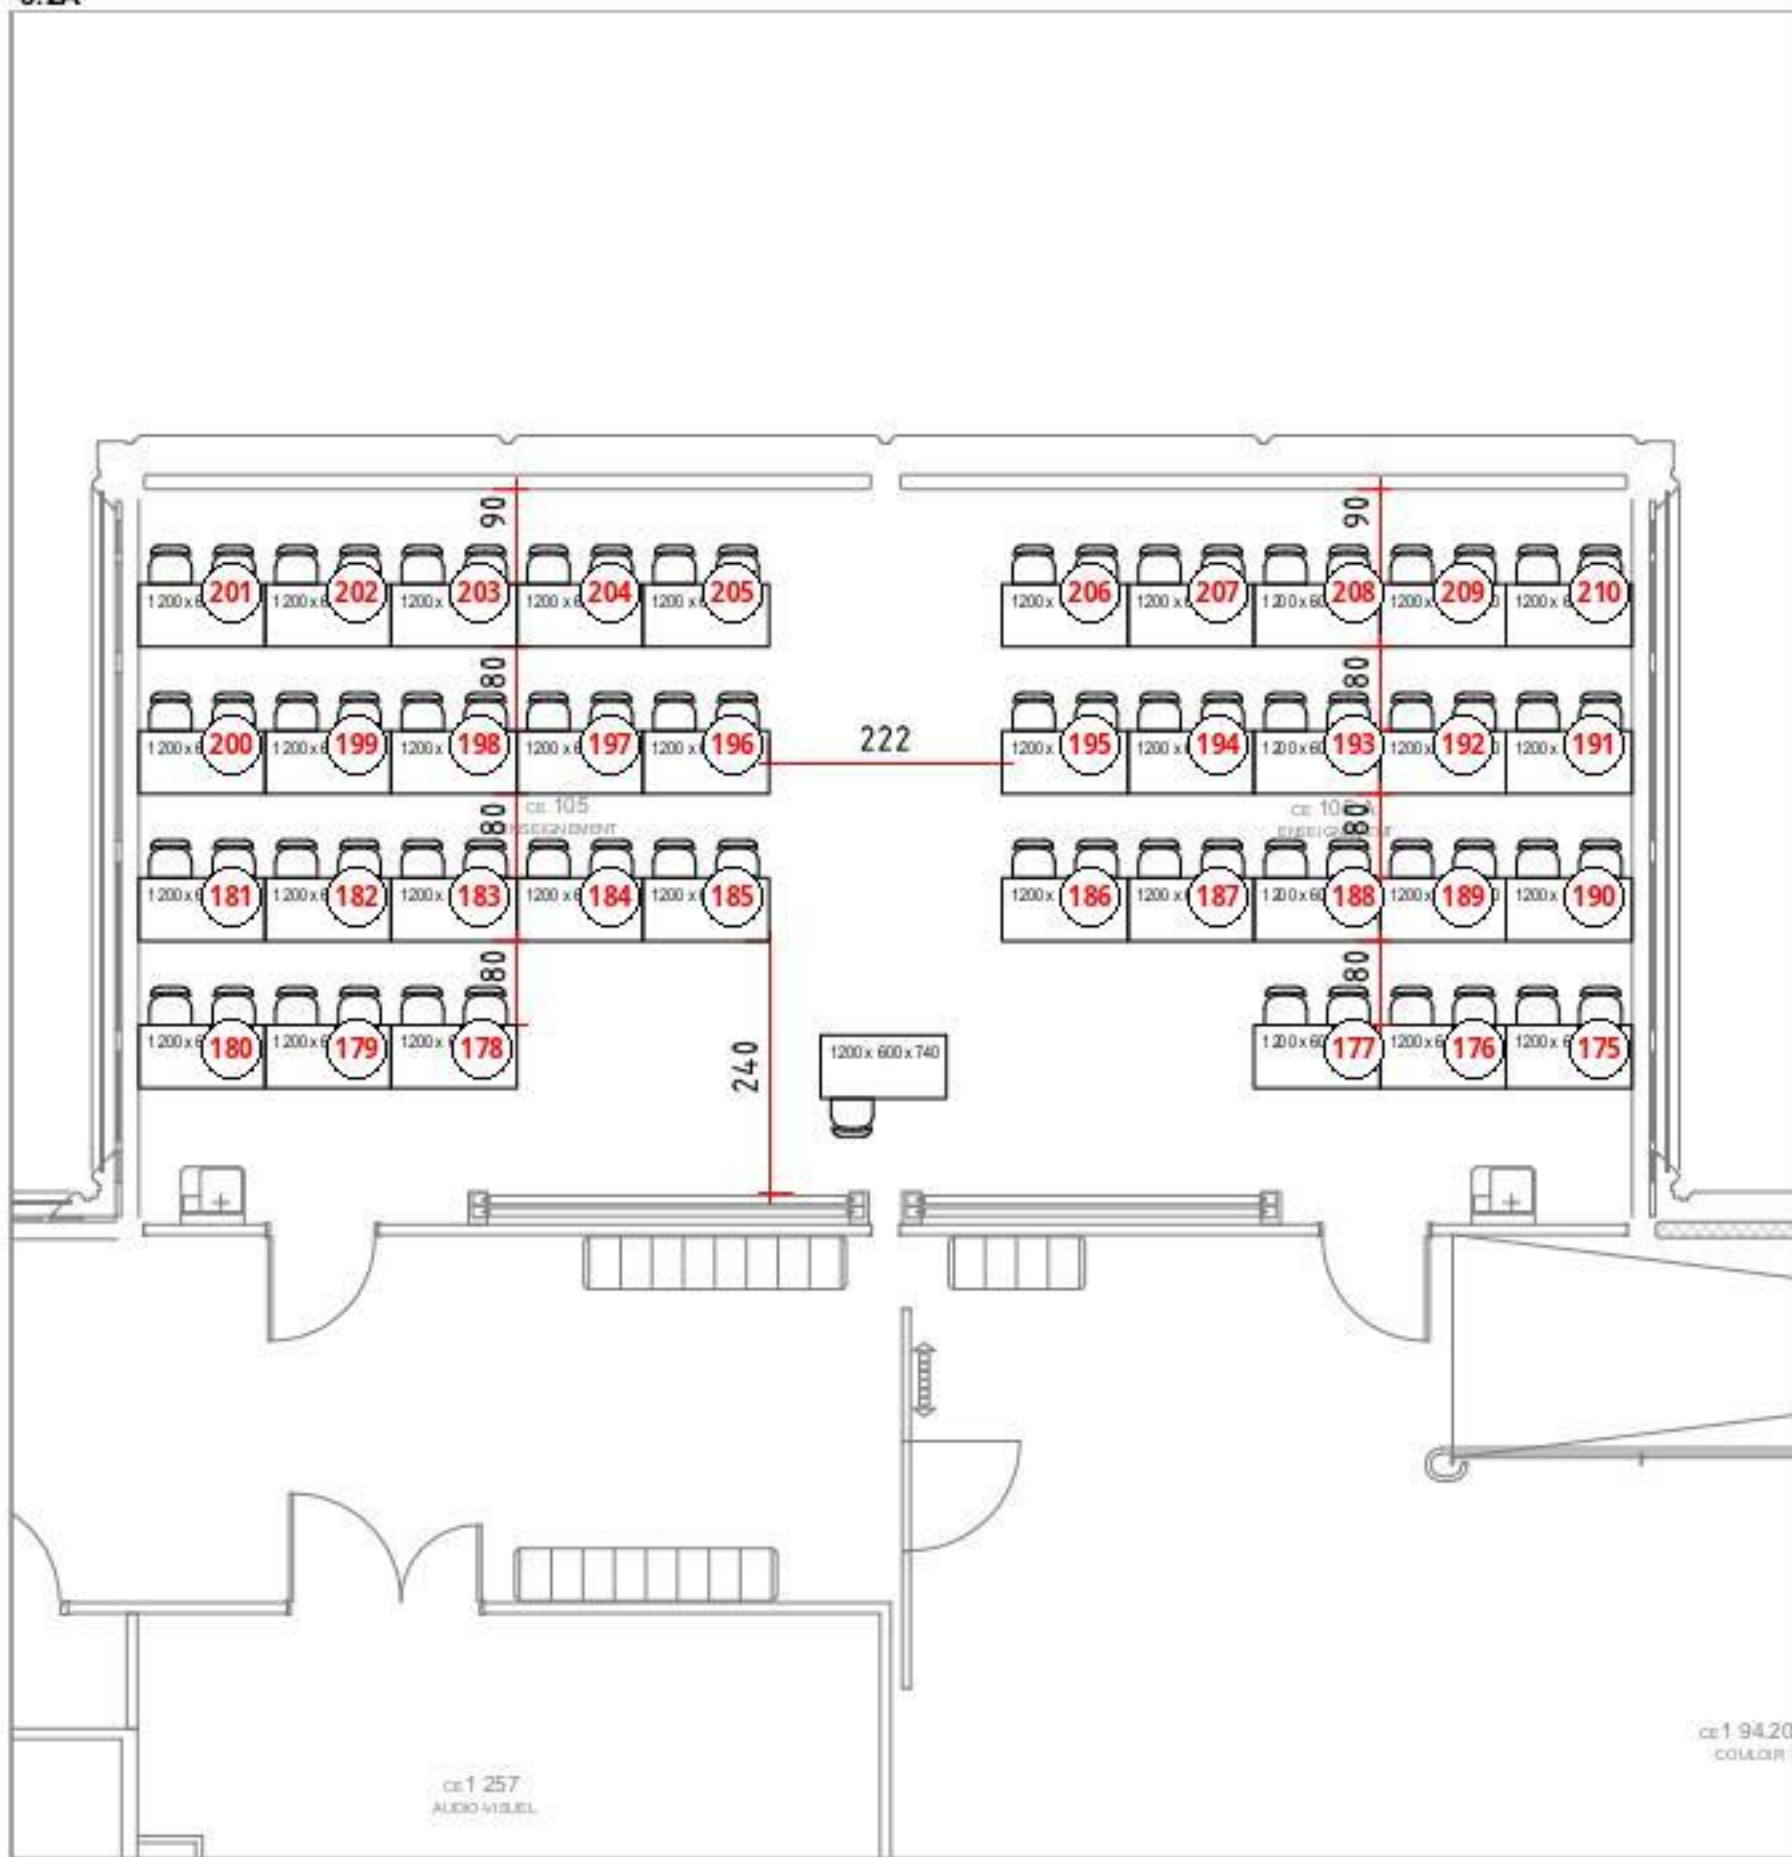 90 90
201 202 203 204 205 206 207 208 209 210
80 80
200 199 198 197 196 222 195 194 193 192 191
CE 105
80 80
181 182 183 184 185 186 187 188 189 190
80 80
180 179 178 177 176 175
240
1200 x 600 x 740
CE 1 94.20
COULOIR
CE 1 257
AUDIO-VISUEL